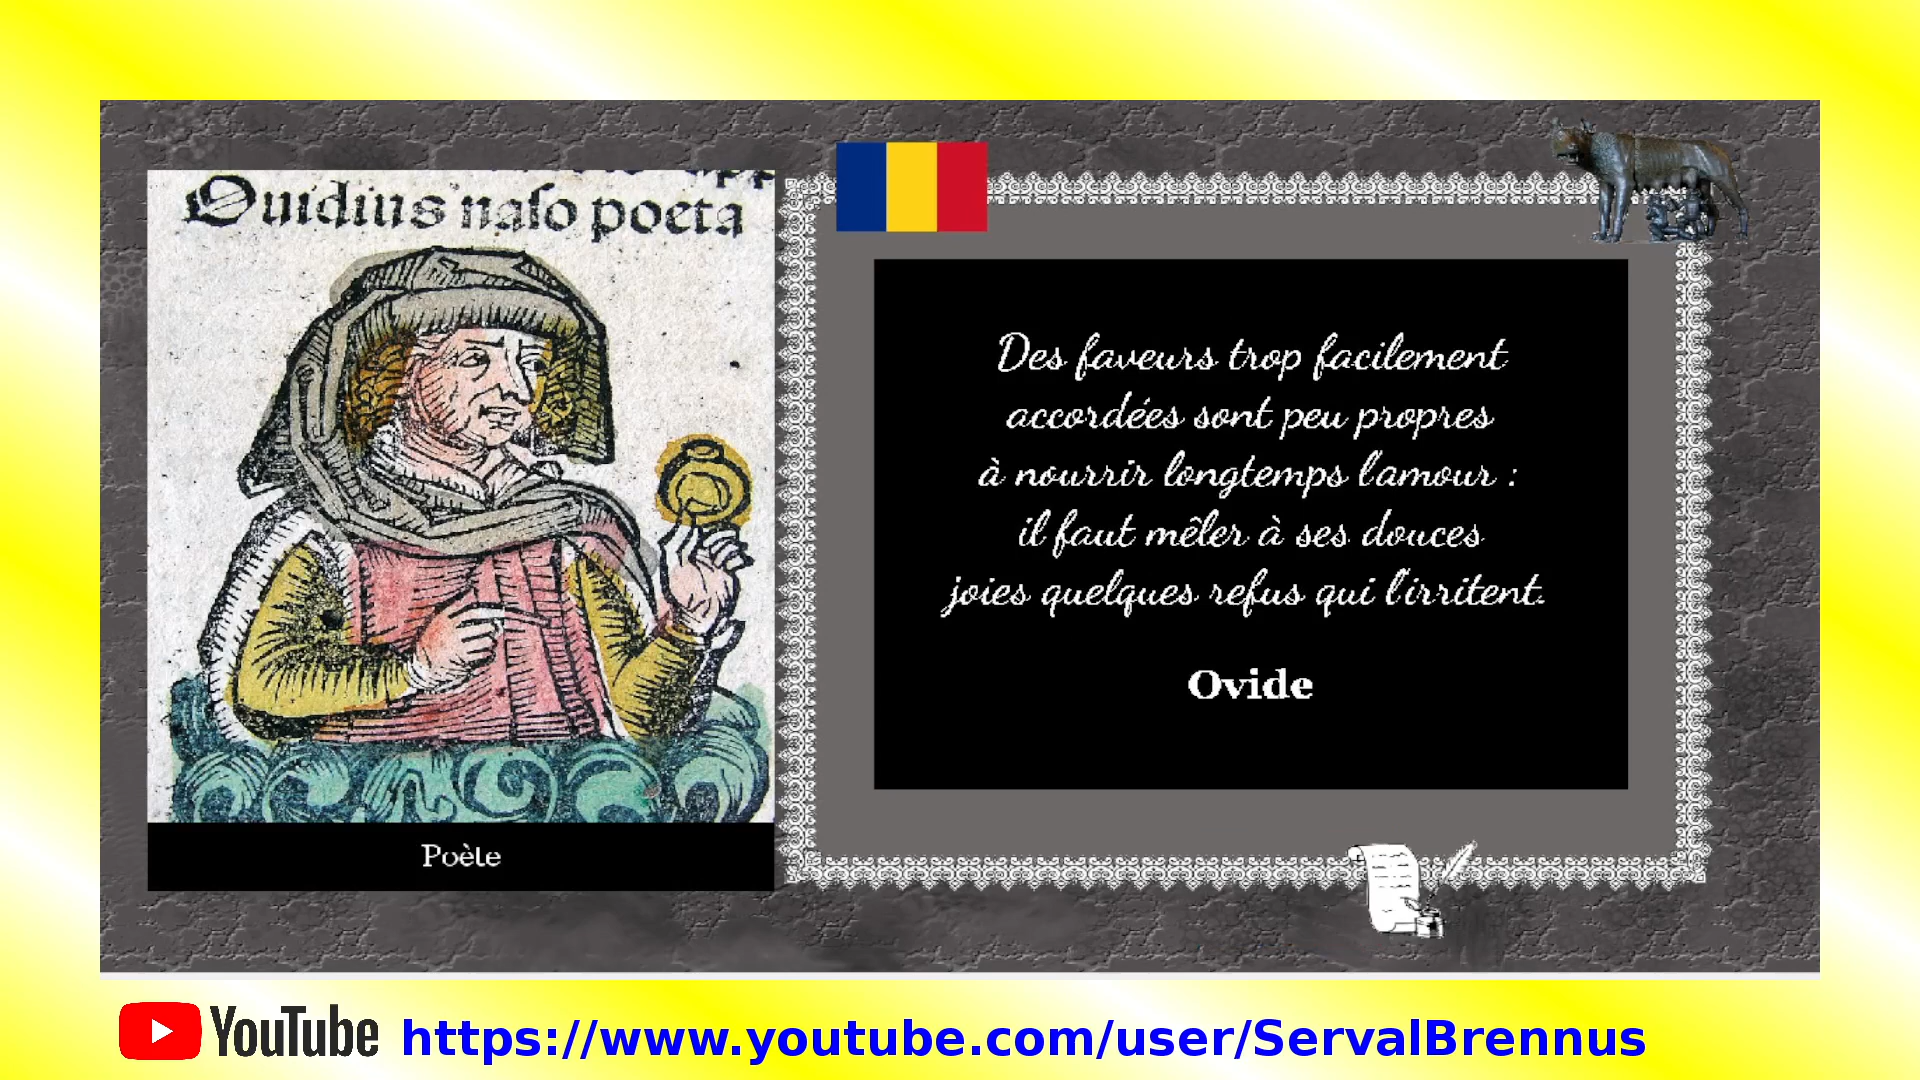 Ouidius naso poeta
Poète
Des faveurs trop facilement
accordées sont peu propres
à nourrir longtemps l'amour :
il faut mêler à ses douces
joies quelques refus qui l'irritent.
Ovide
YouTube https://www.youtube.com/user/ServalBrennus